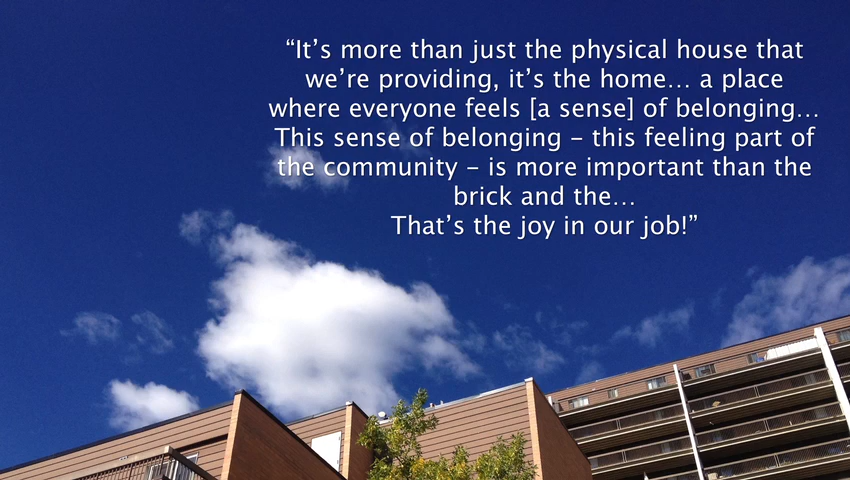 “It’s more than just the physical house that
we’re providing, it’s the home… a place
where everyone feels [a sense] of belonging…
This sense of belonging – this feeling part of
the community – is more important than the
brick and the…
That’s the joy in our job!”